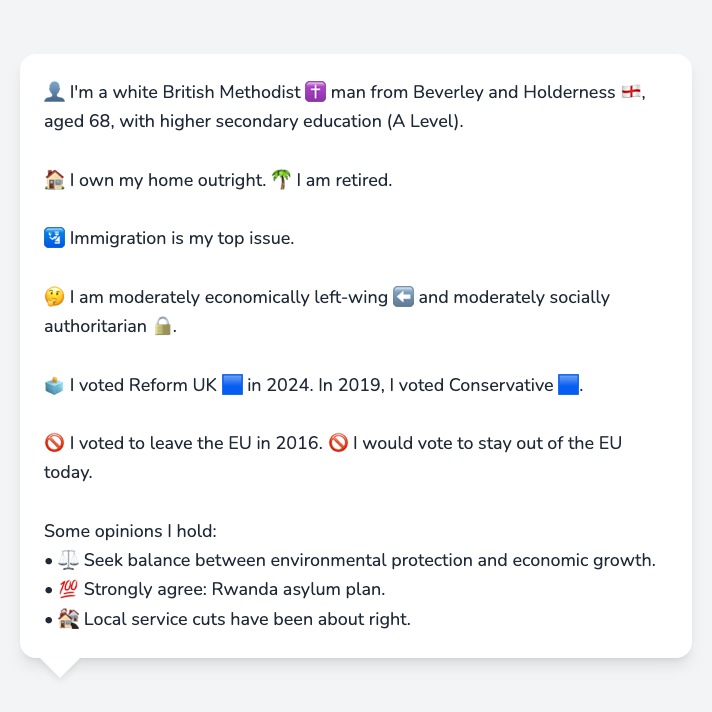 👤 I'm a white British Methodist ✝️ man from Beverley and Holderness 🏴󠁧󠁢󠁥󠁮󠁧󠁿,
aged 68, with higher secondary education (A Level).
🏠 I own my home outright. 🌴 I am retired.
🛂 Immigration is my top issue.
🤔 I am moderately economically left-wing ⬅️ and moderately socially
authoritarian 🔒.
🗳️ I voted Reform UK 🟦 in 2024. In 2019, I voted Conservative 🟦.
🚫 I voted to leave the EU in 2016. 🚫 I would vote to stay out of the EU
today.
Some opinions I hold:
• ⚖️ Seek balance between environmental protection and economic growth.
• 💯 Strongly agree: Rwanda asylum plan.
• 🏘️ Local service cuts have been about right.